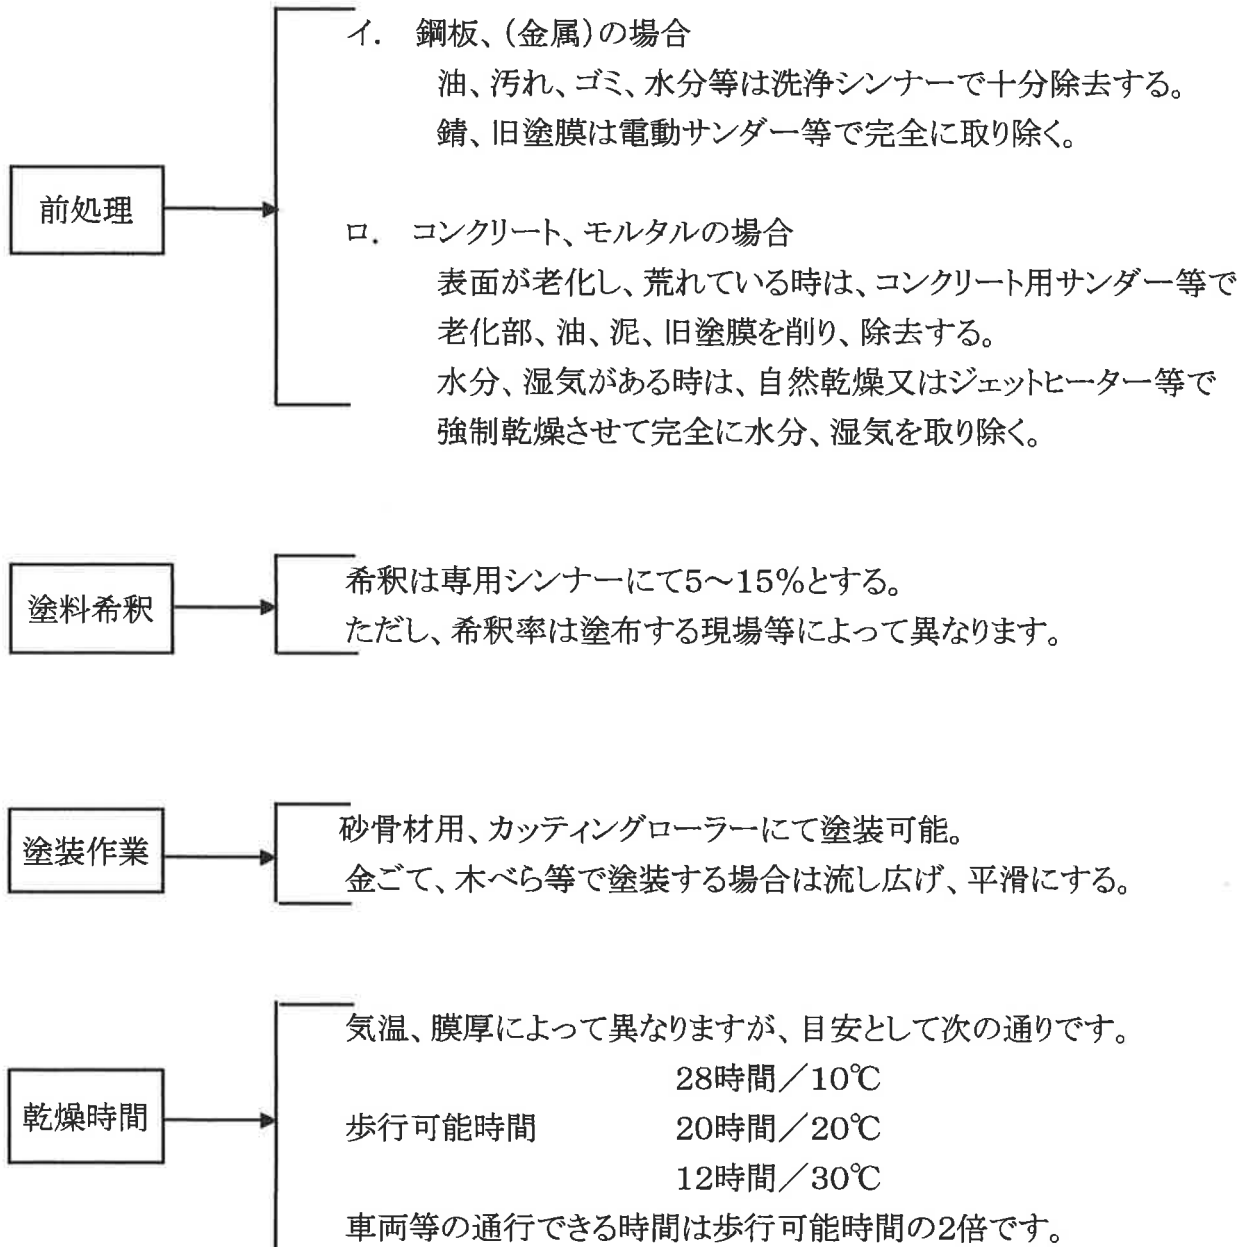 前処理
イ. 鋼板、(金属)の場合
油、汚れ、ゴミ、水分等は洗浄シンナーで十分除去する。
錆、旧塗膜は電動サンダー等で完全に取り除く。
ロ. コンクリート、モルタルの場合
表面が老化し、荒れている時は、コンクリート用サンダー等で
老化部、油、泥、旧塗膜を削り、除去する。
水分、湿気がある時は、自然乾燥又はジェットヒーター等で
強制乾燥させて完全に水分、湿気を取り除く。
塗料希釈
希釈は専用シンナーにて5～15%とする。
ただし、希釈率は塗布する現場等によって異なります。
塗装作業
砂骨材用、カッティングローラーにて塗装可能。
金ごて、木べら等で塗装する場合は流し広げ、平滑にする。
乾燥時間
気温、膜厚によって異なりますが、目安として次の通りです。
28時間／10℃
歩行可能時間 20時間／20℃
12時間／30℃
車両等の通行できる時間は歩行可能時間の2倍です。